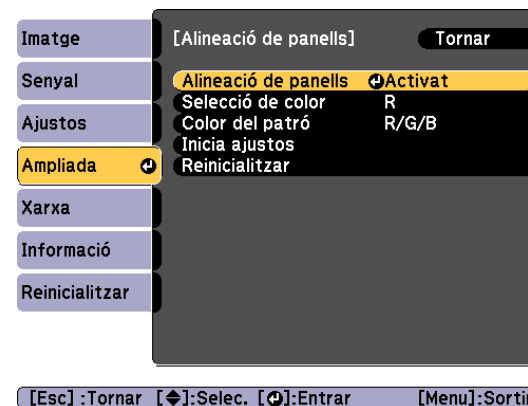 Imatge
Senyal
Ajustos
Ampliada
Xarxa
Informació
Reinicialitzar
[Alineació de panells] Tornar
Alineació de panells Activat
Selecció de color R
Color del patró R/G/B
Inicia ajustos
Reinicialitzar
[Esc] :Tornar [◆]:Selec. [⏎]:Entrar [Menu]:Sortir